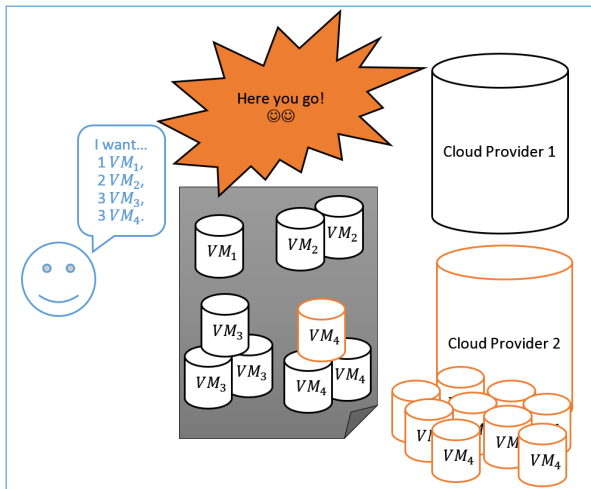 Here you go!
☺☺
Cloud Provider 1
I want...
1 VM₁,
2 VM₂,
3 VM₃,
3 VM₄.
VM₁
VM₂
VM₂
VM₃
VM₃
VM₃
VM₄
VM₄
VM₄
Cloud Provider 2
VM₄
VM₄